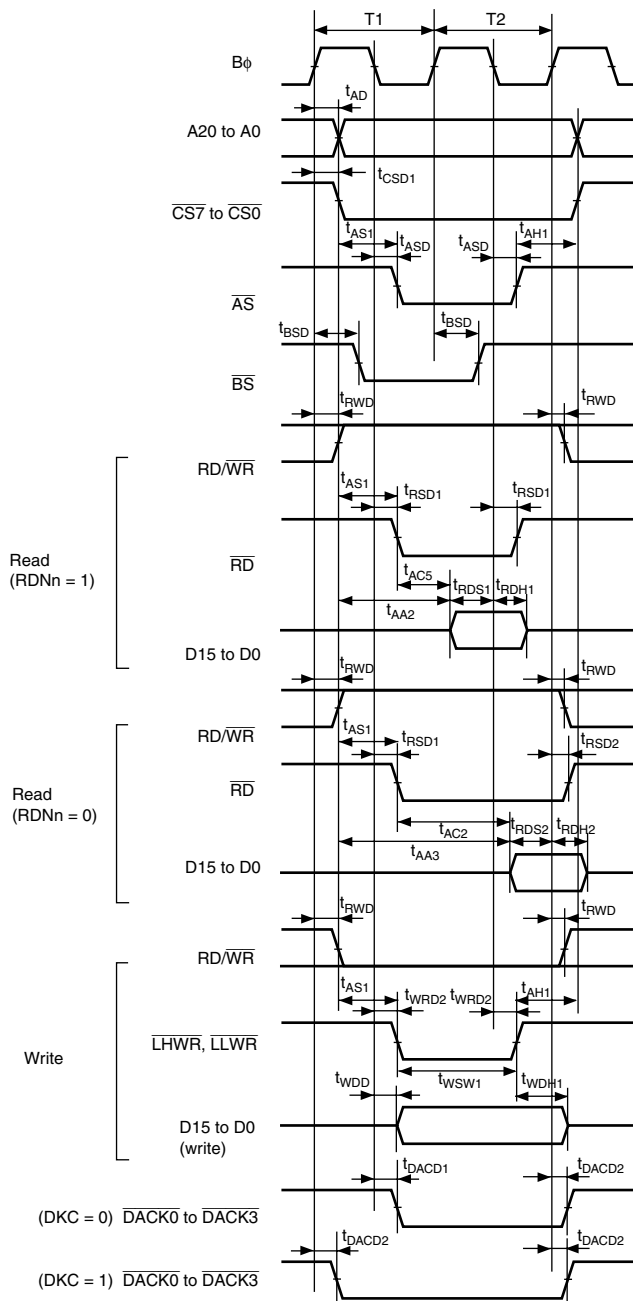 T1 T2
Bφ
tAD
A20 to A0
tCSD1
CS7 to CS0
tAS1 tASD tASD tAH1
AS
tBSD tBSD
BS
tRWD tRWD
RD/WR
tAS1 tRSD1 tRSD1
RD
Read
(RDNn = 1)
tAC5 tRDS1 tRDH1
tAA2
D15 to D0
tRWD tRWD
RD/WR
tAS1 tRSD1 tRSD2
RD
Read
(RDNn = 0)
tAC2 tRDS2 tRDH2
tAA3
D15 to D0
tRWD tRWD
RD/WR
tAS1 tWRD2 tWRD2 tAH1
LHWR, LLWR
Write
tWDD tWSW1 tWDH1
D15 to D0
(write)
tDACD1 tDACD2
(DKC = 0) DACK0 to DACK3
tDACD2 tDACD2
(DKC = 1) DACK0 to DACK3